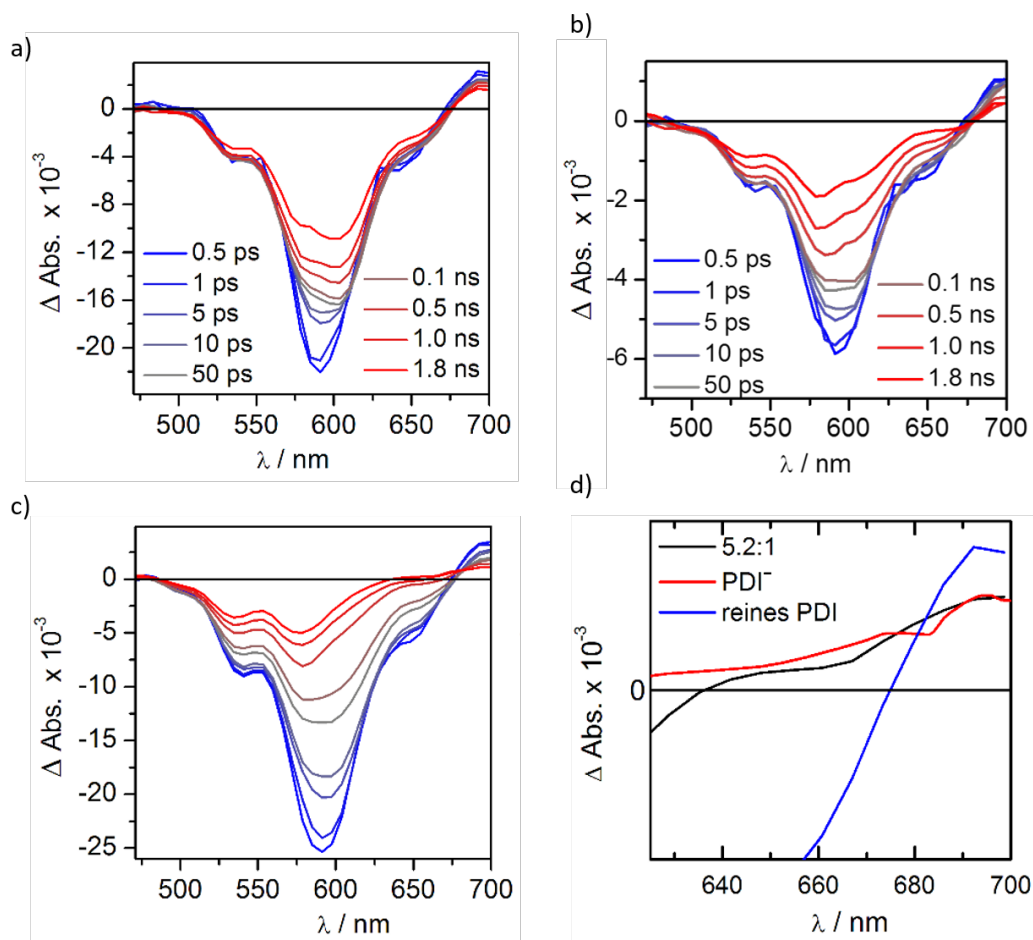 a)
0
-4
-8
-12
-16
-20
Δ Abs. x 10⁻³
0.5 ps
1 ps
5 ps
10 ps
50 ps
0.1 ns
0.5 ns
1.0 ns
1.8 ns
500 550 600 650 700
λ / nm
b)
0
-2
-4
-6
Δ Abs. x 10⁻³
0.5 ps
1 ps
5 ps
10 ps
50 ps
0.1 ns
0.5 ns
1.0 ns
1.8 ns
500 550 600 650 700
λ / nm
c)
0
-5
-10
-15
-20
-25
Δ Abs. x 10⁻³
500 550 600 650 700
λ / nm
d)
5.2:1
PDI⁻
reines PDI
0
Δ Abs. x 10⁻³
640 660 680 700
λ / nm